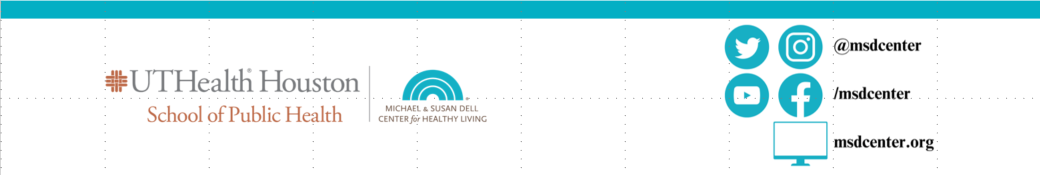 UTHealth® Houston
School of Public Health
MICHAEL & SUSAN DELL
CENTER for HEALTHY LIVING
@msdcenter
/msdcenter
msdcenter.org